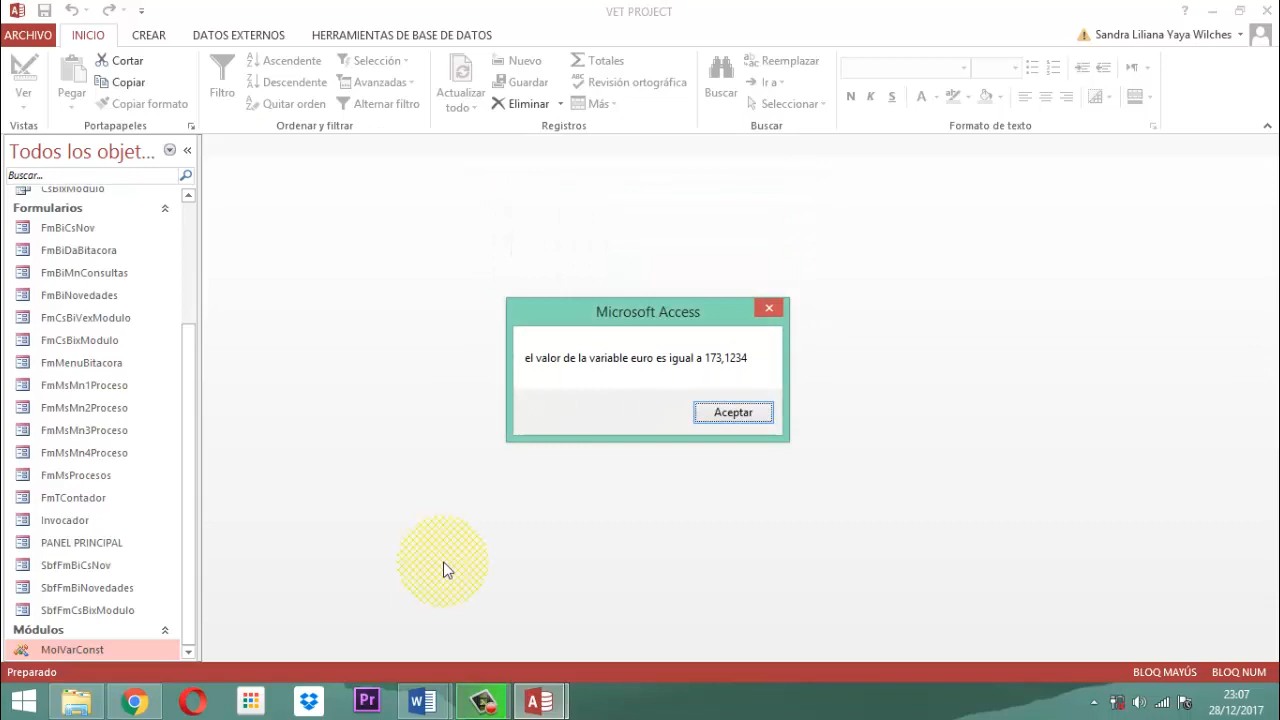 VET PROJECT
ARCHIVO INICIO CREAR DATOS EXTERNOS HERRAMIENTAS DE BASE DE DATOS Sandra Liliana Yaya Wilches
Ver
Vistas
Pegar
Cortar
Copiar
Copiar formato
Portapapeles
Filtro
Ascendente
Descendente
Quitar orden
Selección
Avanzadas
Alternar filtro
Ordenar y filtrar
Actualizar
todo
Nuevo
Guardar
Eliminar
Totales
Revisión ortográfica
Más
Registros
Buscar
Reemplazar
Ir a
Seleccionar
Buscar
N K S A
Formato de texto
Todos los objet...
Buscar...
CsBixModulo
Formularios
FmBiCsNov
FmBiDaBitacora
FmBiMnConsultas
FmBiNovedades
FmCsBiVexModulo
FmCsBixModulo
FmMenuBitacora
FmMsMn1Proceso
FmMsMn2Proceso
FmMsMn3Proceso
FmMsMn4Proceso
FmMsProcesos
FmTContador
Invocador
PANEL PRINCIPAL
SbfFmBiCsNov
SbfFmBiNovedades
SbfFmCsBixModulo
Módulos
MolVarConst
Microsoft Access
el valor de la variable euro es igual a 173,1234
Aceptar
Preparado BLOQ MAYÚS BLOQ NUM
Pr
23:07
28/12/2017